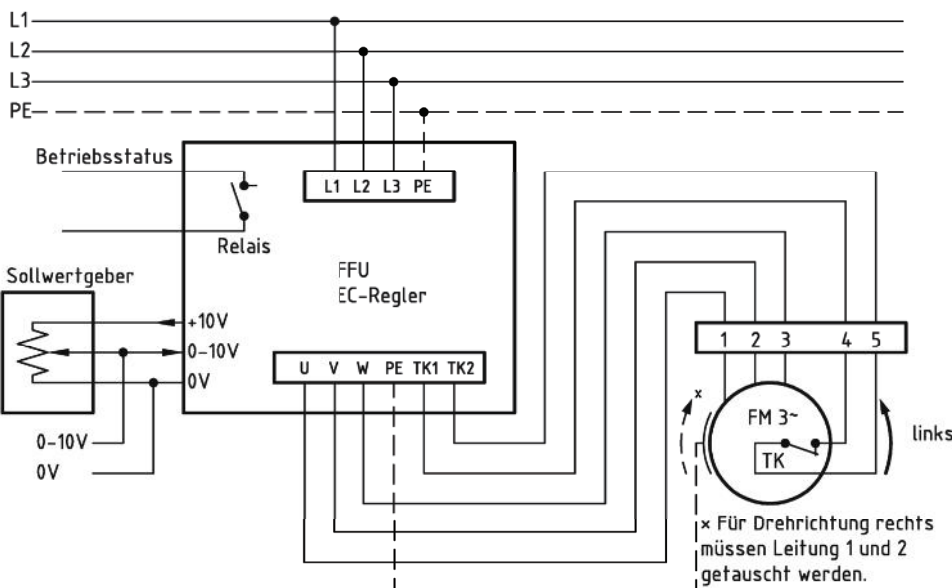 L1
L2
L3
PE
Betriebsstatus
L1 L2 L3 PE
Relais
Sollwertgeber
FFU
EC-Regler
+10V
0-10V
0V
U V W PE TK1 TK2
0-10V
0V
1 2 3 4 5
x
FM 3~
TK
links
x Für Drehrichtung rechts
müssen Leitung 1 und 2
getauscht werden.